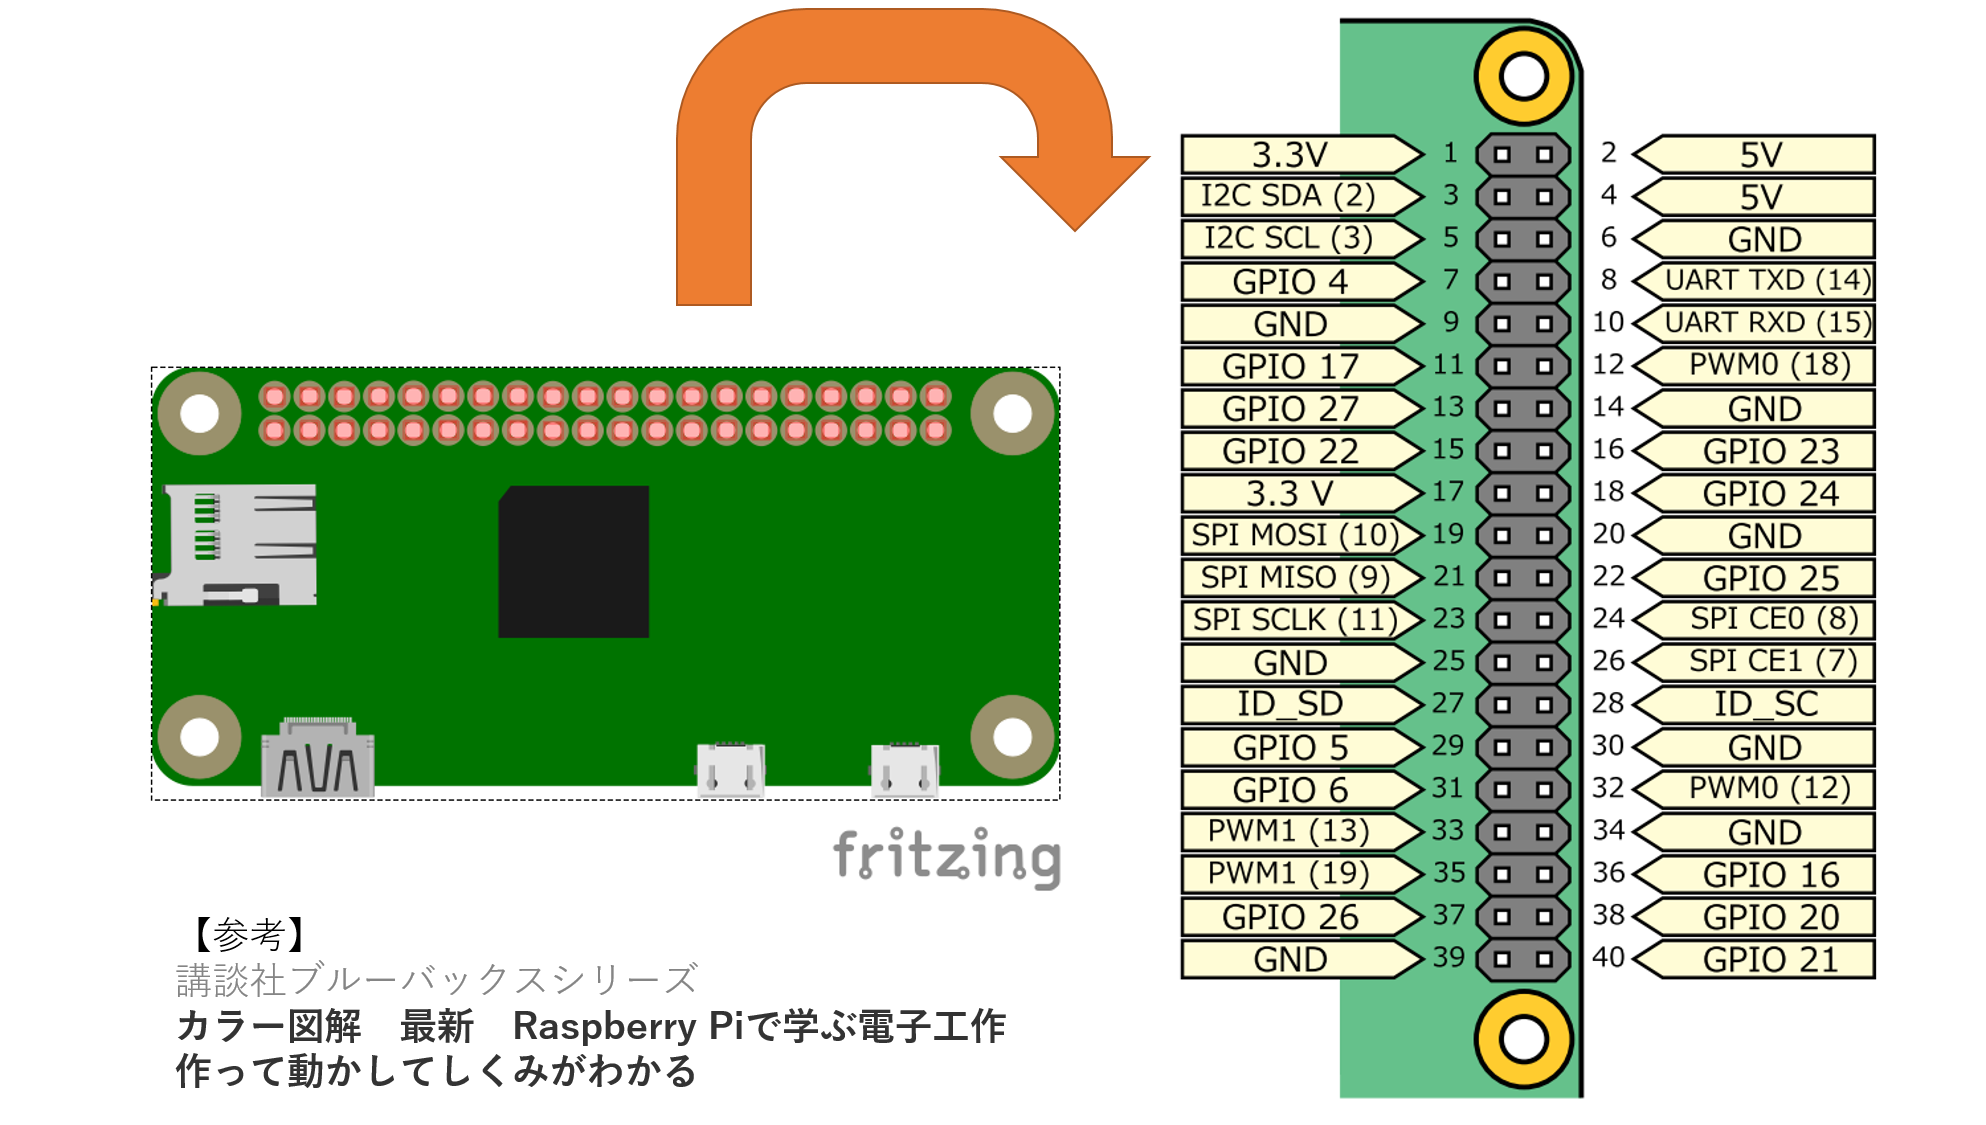 3.3V 1 2 5V
I2C SDA (2) 3 4 5V
I2C SCL (3) 5 6 GND
GPIO 4 7 8 UART TXD (14)
GND 9 10 UART RXD (15)
GPIO 17 11 12 PWM0 (18)
GPIO 27 13 14 GND
GPIO 22 15 16 GPIO 23
3.3 V 17 18 GPIO 24
SPI MOSI (10) 19 20 GND
SPI MISO (9) 21 22 GPIO 25
SPI SCLK (11) 23 24 SPI CE0 (8)
GND 25 26 SPI CE1 (7)
ID_SD 27 28 ID_SC
GPIO 5 29 30 GND
GPIO 6 31 32 PWM0 (12)
PWM1 (13) 33 34 GND
PWM1 (19) 35 36 GPIO 16
GPIO 26 37 38 GPIO 20
GND 39 40 GPIO 21
fritzing
【参考】
講談社ブルーバックスシリーズ
カラー図解　最新　Raspberry Piで学ぶ電子工作
作って動かしてしくみがわかる